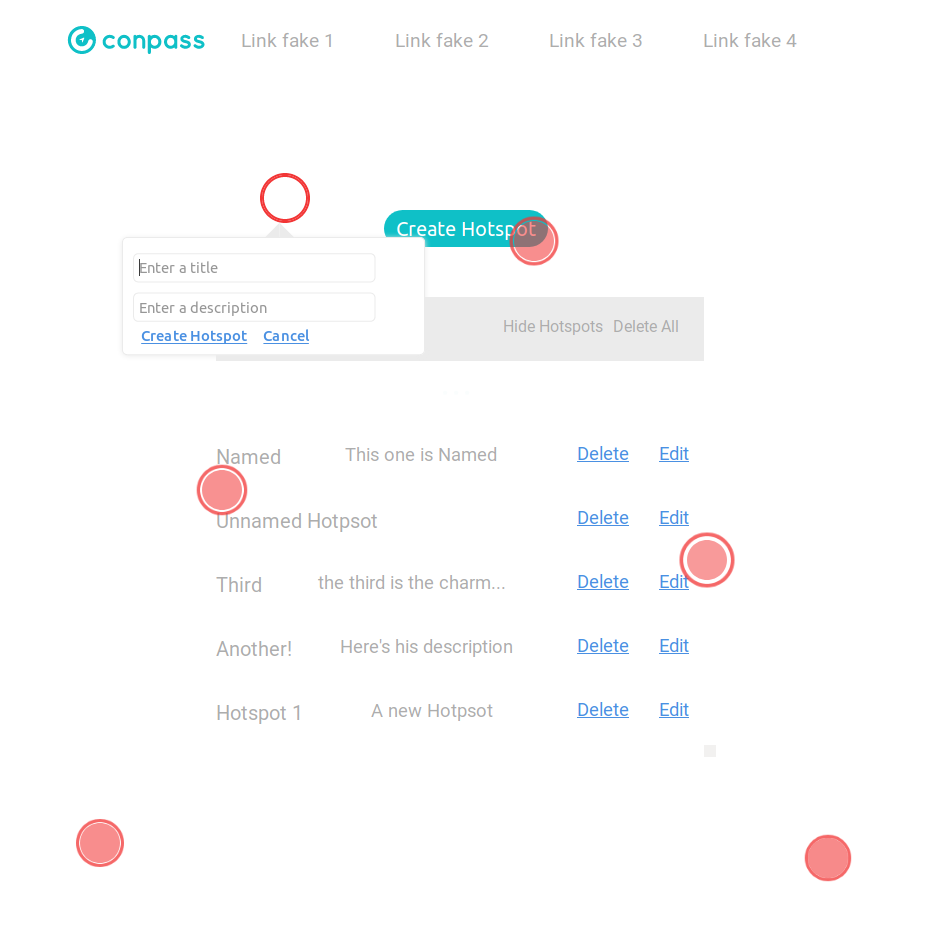 conpass Link fake 1 Link fake 2 Link fake 3 Link fake 4
Create Hotspot
Enter a title
Enter a description
Create Hotspot Cancel
Hide Hotspots Delete All
Named This one is Named Delete Edit
Unnamed Hotpsot Delete Edit
Third the third is the charm... Delete Edit
Another! Here's his description Delete Edit
Hotspot 1 A new Hotpsot Delete Edit